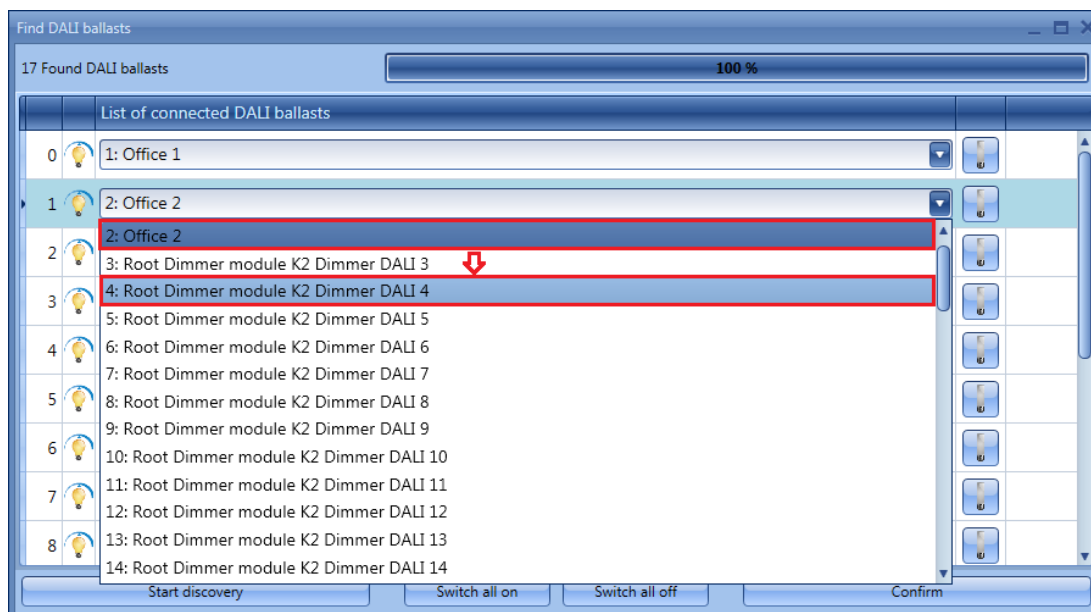 Find DALI ballasts
17 Found DALI ballasts 100 %
List of connected DALI ballasts
0 1: Office 1
1 2: Office 2
2: Office 2
2
3: Root Dimmer module K2 Dimmer DALI 3
4: Root Dimmer module K2 Dimmer DALI 4
3
5: Root Dimmer module K2 Dimmer DALI 5
4 6: Root Dimmer module K2 Dimmer DALI 6
7: Root Dimmer module K2 Dimmer DALI 7
5 8: Root Dimmer module K2 Dimmer DALI 8
9: Root Dimmer module K2 Dimmer DALI 9
6 10: Root Dimmer module K2 Dimmer DALI 10
11: Root Dimmer module K2 Dimmer DALI 11
7
12: Root Dimmer module K2 Dimmer DALI 12
8 13: Root Dimmer module K2 Dimmer DALI 13
14: Root Dimmer module K2 Dimmer DALI 14
Start discovery Switch all on Switch all off Confirm